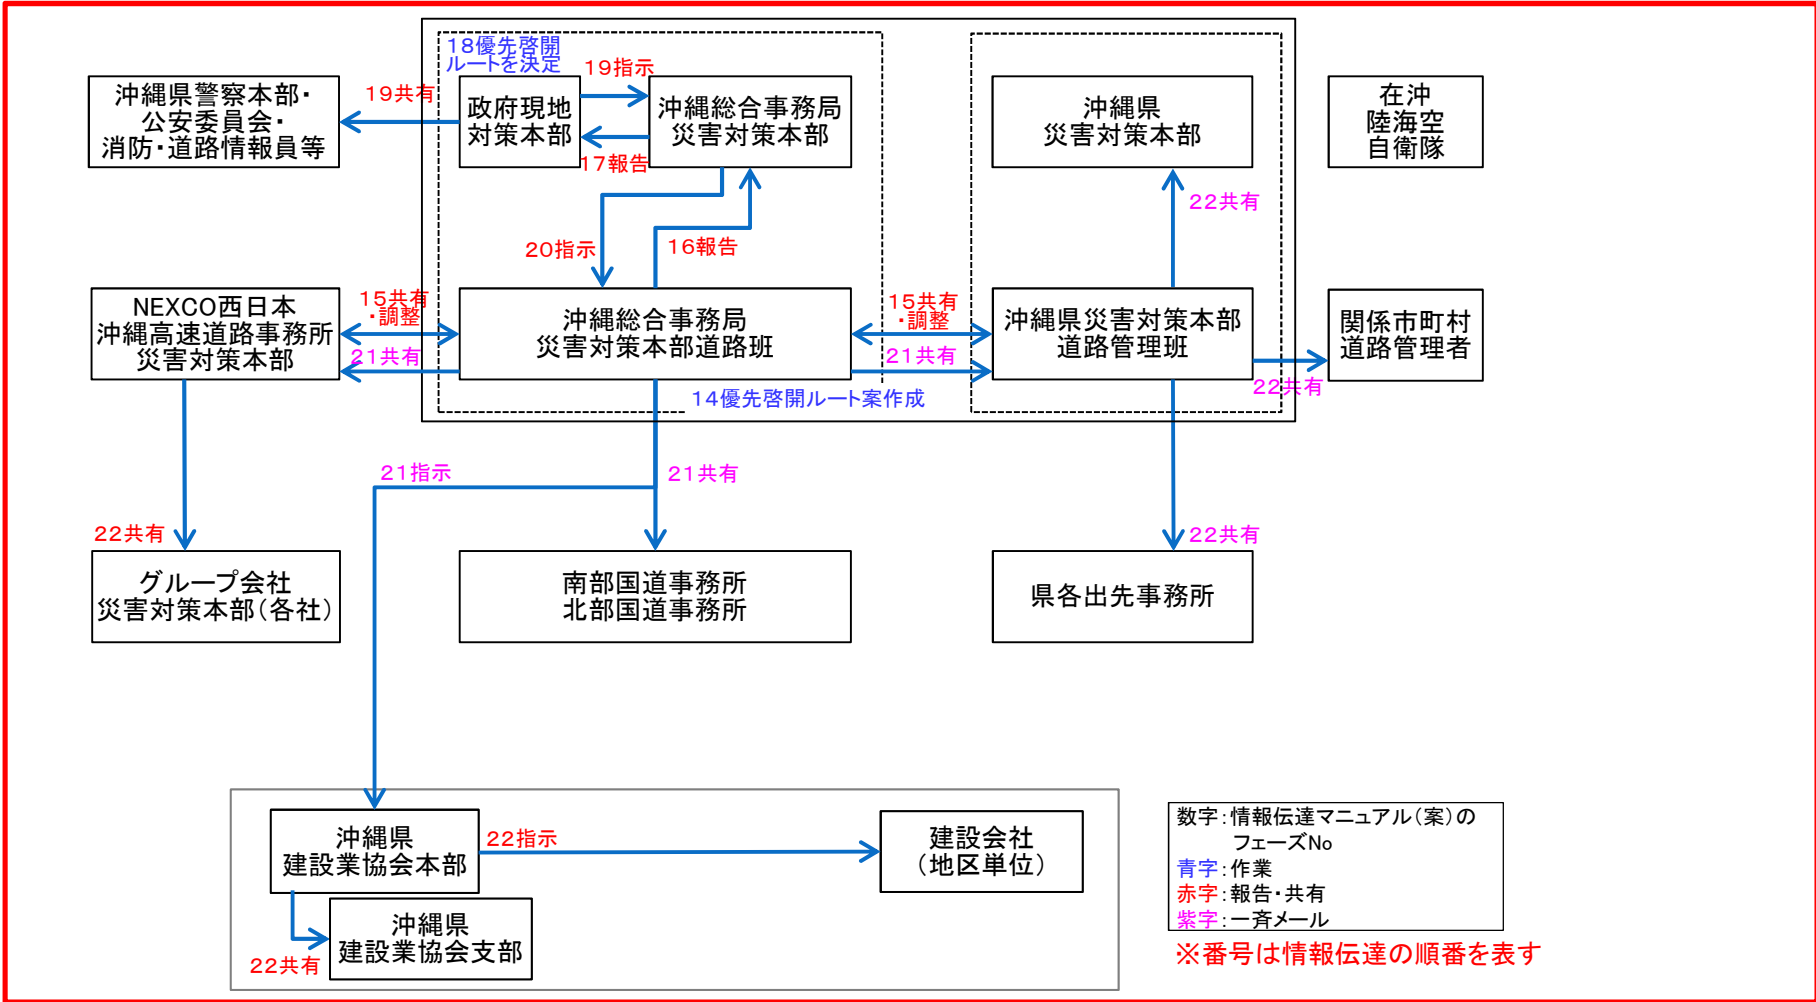 18優先啓開
ルートを決定
沖縄県警察本部・
公安委員会・
消防・道路情報員等
19共有
政府現地
対策本部
19指示
17報告
沖縄総合事務局
災害対策本部
沖縄県
災害対策本部
在沖
陸海空
自衛隊
20指示
16報告
22共有
NEXCO西日本
沖縄高速道路事務所
災害対策本部
15共有
・調整
21共有
沖縄総合事務局
災害対策本部道路班
15共有
・調整
21共有
沖縄県災害対策本部
道路管理班
22共有
関係市町村
道路管理者
14優先啓開ルート案作成
21指示
21共有
22共有
22共有
グループ会社
災害対策本部(各社)
南部国道事務所
北部国道事務所
県各出先事務所
沖縄県
建設業協会本部
22指示
建設会社
(地区単位)
沖縄県
建設業協会支部
22共有
数字:情報伝達マニュアル(案)の
フェーズNo
青字:作業
赤字:報告・共有
紫字:一斉メール
※番号は情報伝達の順番を表す